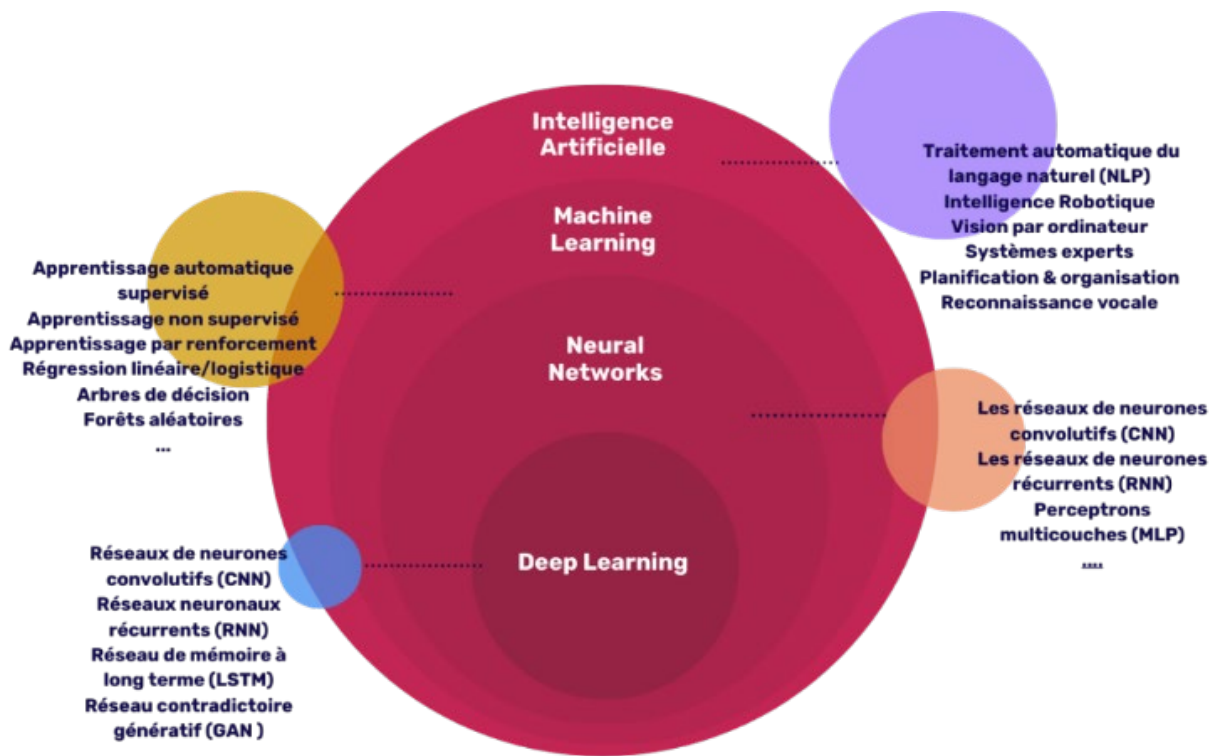 Intelligence
Artificielle
Machine
Learning
Neural
Networks
Deep Learning
Traitement automatique du
langage naturel (NLP)
Intelligence Robotique
Vision par ordinateur
Systèmes experts
Planification & organisation
Reconnaissance vocale
Apprentissage automatique
supervisé
Apprentissage non supervisé
Apprentissage par renforcement
Régression linéaire/logistique
Arbres de décision
Forêts aléatoires
...
Les réseaux de neurones
convolutifs (CNN)
Les réseaux de neurones
récurrents (RNN)
Perceptrons
multicouches (MLP)
....
Réseaux de neurones
convolutifs (CNN)
Réseaux neuronaux
récurrents (RNN)
Réseau de mémoire à
long terme (LSTM)
Réseau contradictoire
génératif (GAN )